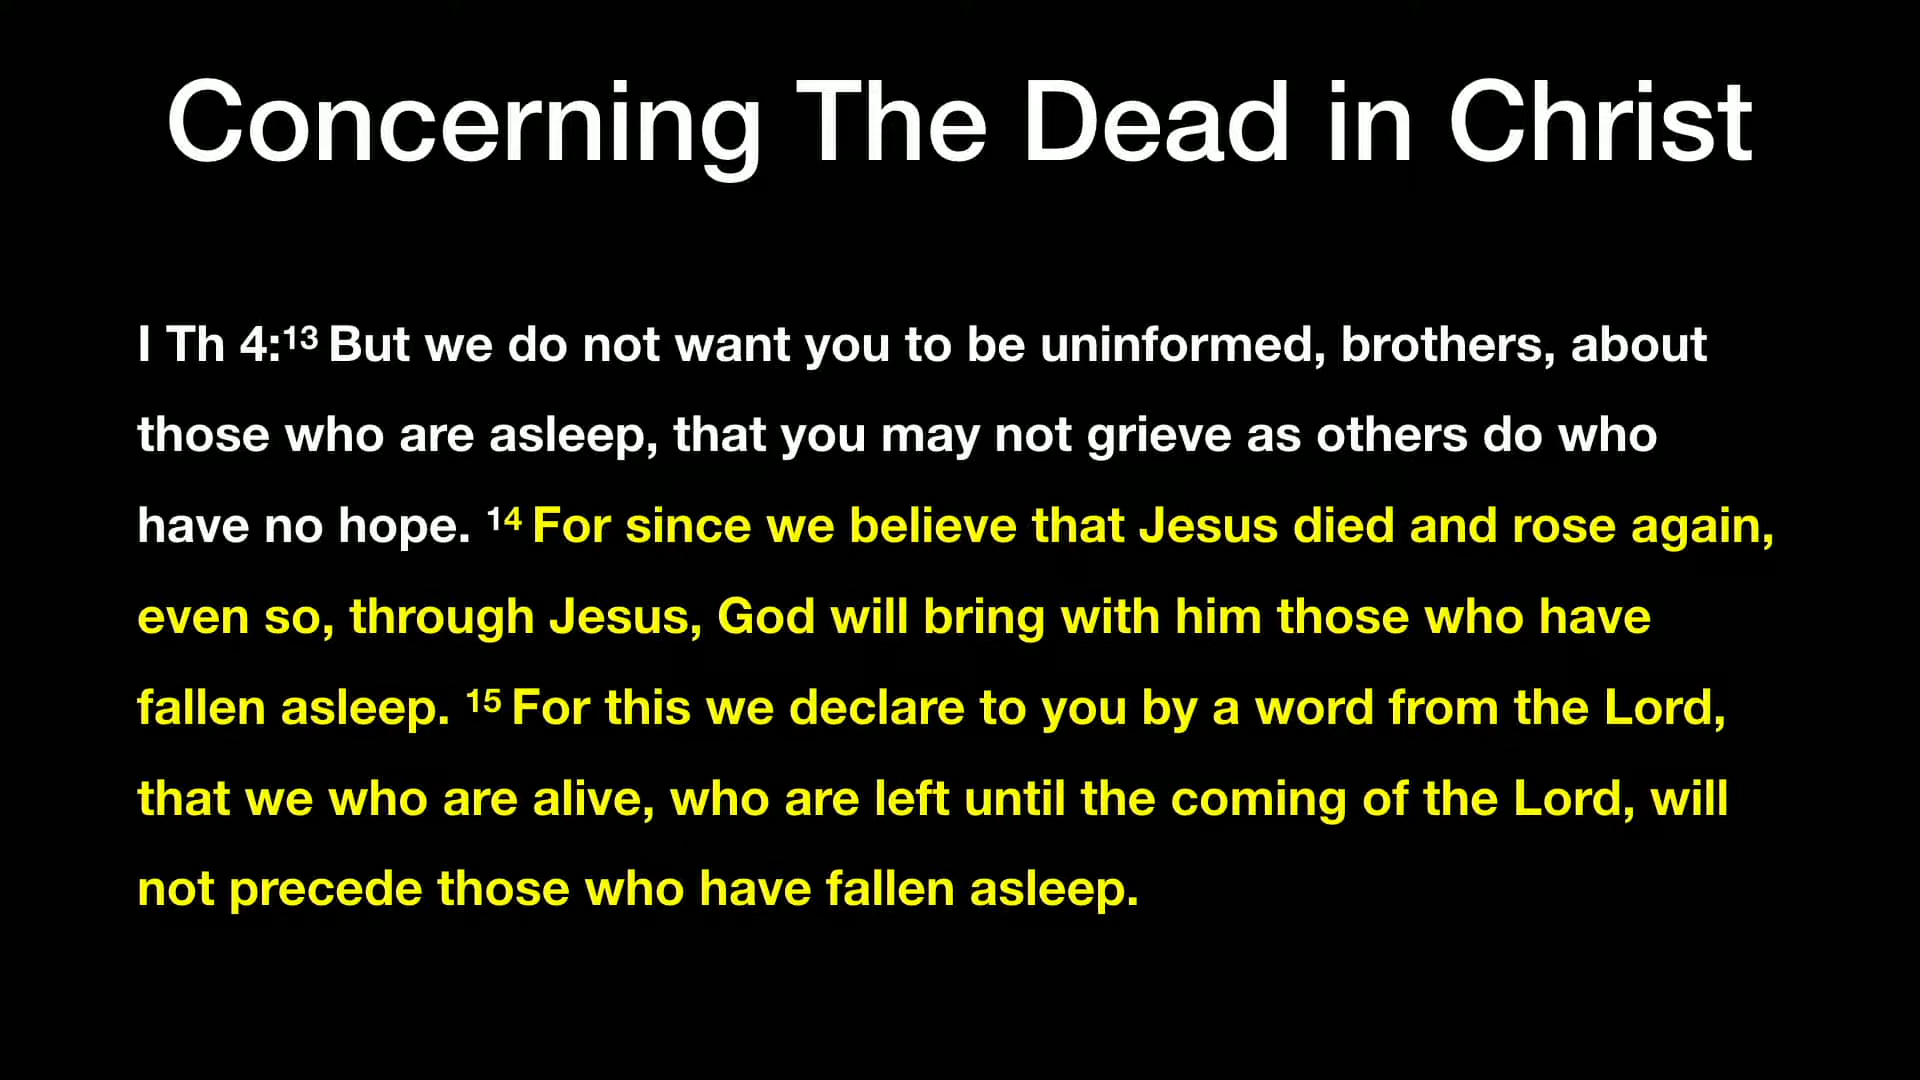 Concerning The Dead in Christ
I Th 4:13 But we do not want you to be uninformed, brothers, about
those who are asleep, that you may not grieve as others do who
have no hope. 14 For since we believe that Jesus died and rose again,
even so, through Jesus, God will bring with him those who have
fallen asleep. 15 For this we declare to you by a word from the Lord,
that we who are alive, who are left until the coming of the Lord, will
not precede those who have fallen asleep.